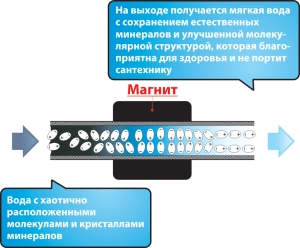 На выходе получается мягкая вода
с сохранением естественных
минералов и улучшенной молеку-
лярной структурой, которая благо-
приятна для здоровья и не портит
сантехнику
Магнит
Вода с хаотично
расположенными
молекулами и кристаллами
минералов